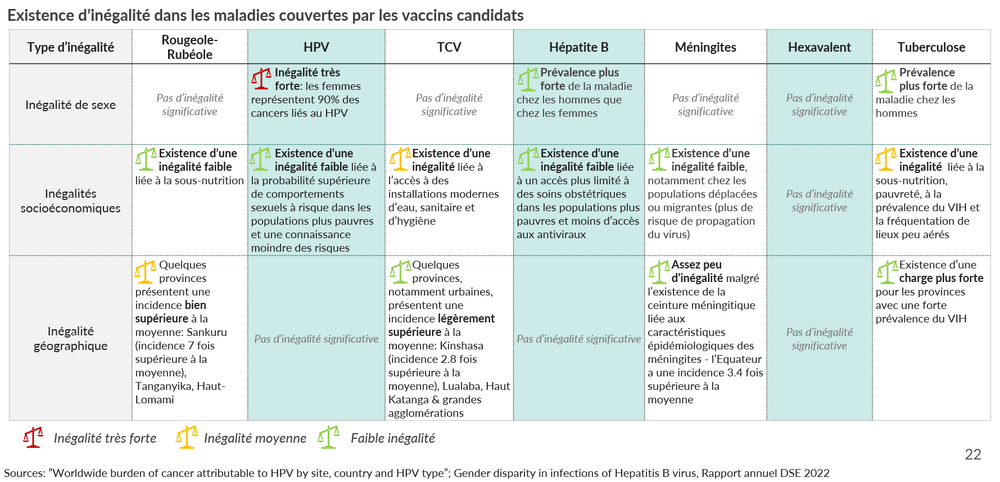 Existence d’inégalité dans les maladies couvertes par les vaccins candidats
Type d’inégalité
Rougeole-
Rubéole
HPV
TCV
Hépatite B
Méningites
Hexavalent
Tuberculose
Inégalité de sexe
Pas d’inégalité
significative
Inégalité très
forte: les femmes
représentent 90% des
cancers liés au HPV
Pas d’inégalité
significative
Prévalence plus
forte de la maladie
chez les hommes que
chez les femmes
Pas d’inégalité
significative
Pas d’inégalité
significative
Prévalence
plus forte de la
maladie chez les
hommes
Inégalités
socioéconomiques
Existence d’une
inégalité faible
liée à la sous-nutrition
Existence d’une
inégalité faible liée à
la probabilité supérieure
de comportements
sexuels à risque dans les
populations plus pauvres
et une connaissance
moindre des risques
Existence d’une
inégalité liée à
l’accès à des
installations modernes
d’eau, sanitaire et
d’hygiène
Existence d’une
inégalité faible liée
à un accès plus limité à
des soins obstétriques
dans les populations plus
pauvres et moins d’accès
aux antiviraux
Existence d’une
inégalité faible,
notamment chez les
populations déplacées
ou migrantes (plus de
risque de propagation
du virus)
Pas d’inégalité
significative
Existence d’une
inégalité liée à la
sous-nutrition,
pauvreté, à la
prévalence du VIH et
la fréquentation de
lieux peu aérés
Inégalité
géographique
Quelques
provinces
présentent une
incidence bien
supérieure à la
moyenne: Sankuru
(incidence 7 fois
supérieure à la
moyenne),
Tanganyika, Haut-
Lomami
Pas d’inégalité significative
Quelques
provinces,
notamment urbaines,
présentent une
incidence légèrement
supérieure à la
moyenne: Kinshasa
(incidence 2.8 fois
supérieure à la
moyenne), Lualaba, Haut
Katanga & grandes
agglomérations
Pas d’inégalité significative
Assez peu
d’inégalité malgré
l’existence de la
ceinture méningitique
liée aux
caractéristiques
épidémiologiques des
méningites - l’Equateur
a une incidence 3.4 fois
supérieure à la
moyenne
Pas d’inégalité
significative
Existence d’une
charge plus forte
pour les provinces
avec une forte
prévalence du VIH
Inégalité très forte
Inégalité moyenne
Faible inégalité
22
Sources: ”Worldwide burden of cancer attributable to HPV by site, country and HPV type”; Gender disparity in infections of Hepatitis B virus, Rapport annuel DSE 2022